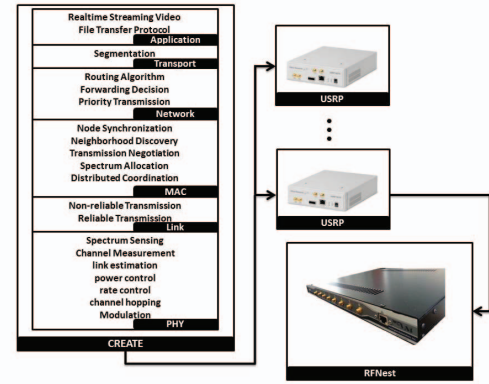 Realtime Streaming Video
File Transfer Protocol
Application
Segmentation
Transport
Routing Algorithm
Forwarding Decision
Priority Transmission
Network
Node Synchronization
Neighborhood Discovery
Transmission Negotiation
Spectrum Allocation
Distributed Coordination
MAC
Non-reliable Transmission
Reliable Transmission
Link
Spectrum Sensing
Channel Measurement
link estimation
power control
rate control
channel hopping
Modulation
PHY
CREATE
USRP
USRP
RFNest